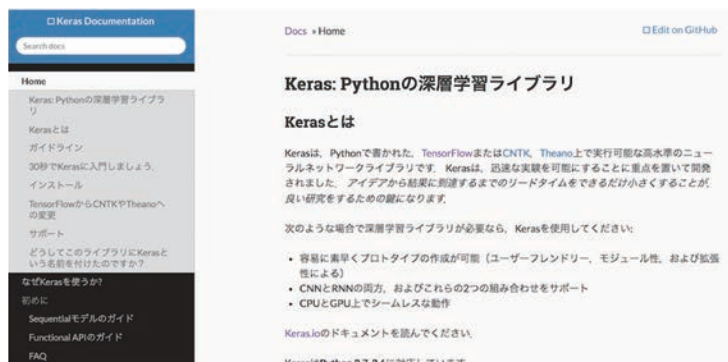 Keras Documentation
Search docs
Home
Keras: Pythonの深層学習ライブラ
リ
Kerasとは
ガイドライン
30秒でKerasに入門しましょう.
インストール
TensorFlowからCNTKやTheanoへ
の変更
サポート
どうしてこのライブラリにKerasと
いう名前を付けたのですか?
なぜKerasを使うか?
初めに
Sequentialモデルのガイド
Functional APIのガイド
FAQ
Docs » Home
Edit on GitHub
Keras: Pythonの深層学習ライブラリ
Kerasとは
Kerasは,Pythonで書かれた,TensorFlowまたはCNTK,Theano上で実行可能な高水準のニュー
ラルネットワークライブラリです.Kerasは,迅速な実験を可能にすることに重点を置いて開発
されました.アイデアから結果に到達するまでのリードタイムをできるだけ小さくすることが,
良い研究をするための鍵になります.
次のような場合で深層学習ライブラリが必要なら,Kerasを使用してください:
• 容易に素早くプロトタイプの作成が可能(ユーザーフレンドリー,モジュール性,および拡張
性による)
• CNNとRNNの両方,およびこれらの2つの組み合わせをサポート
• CPUとGPU上でシームレスな動作
Keras.ioのドキュメントを読んでください.
KerasはPython 2.7-3.6に対応しています.